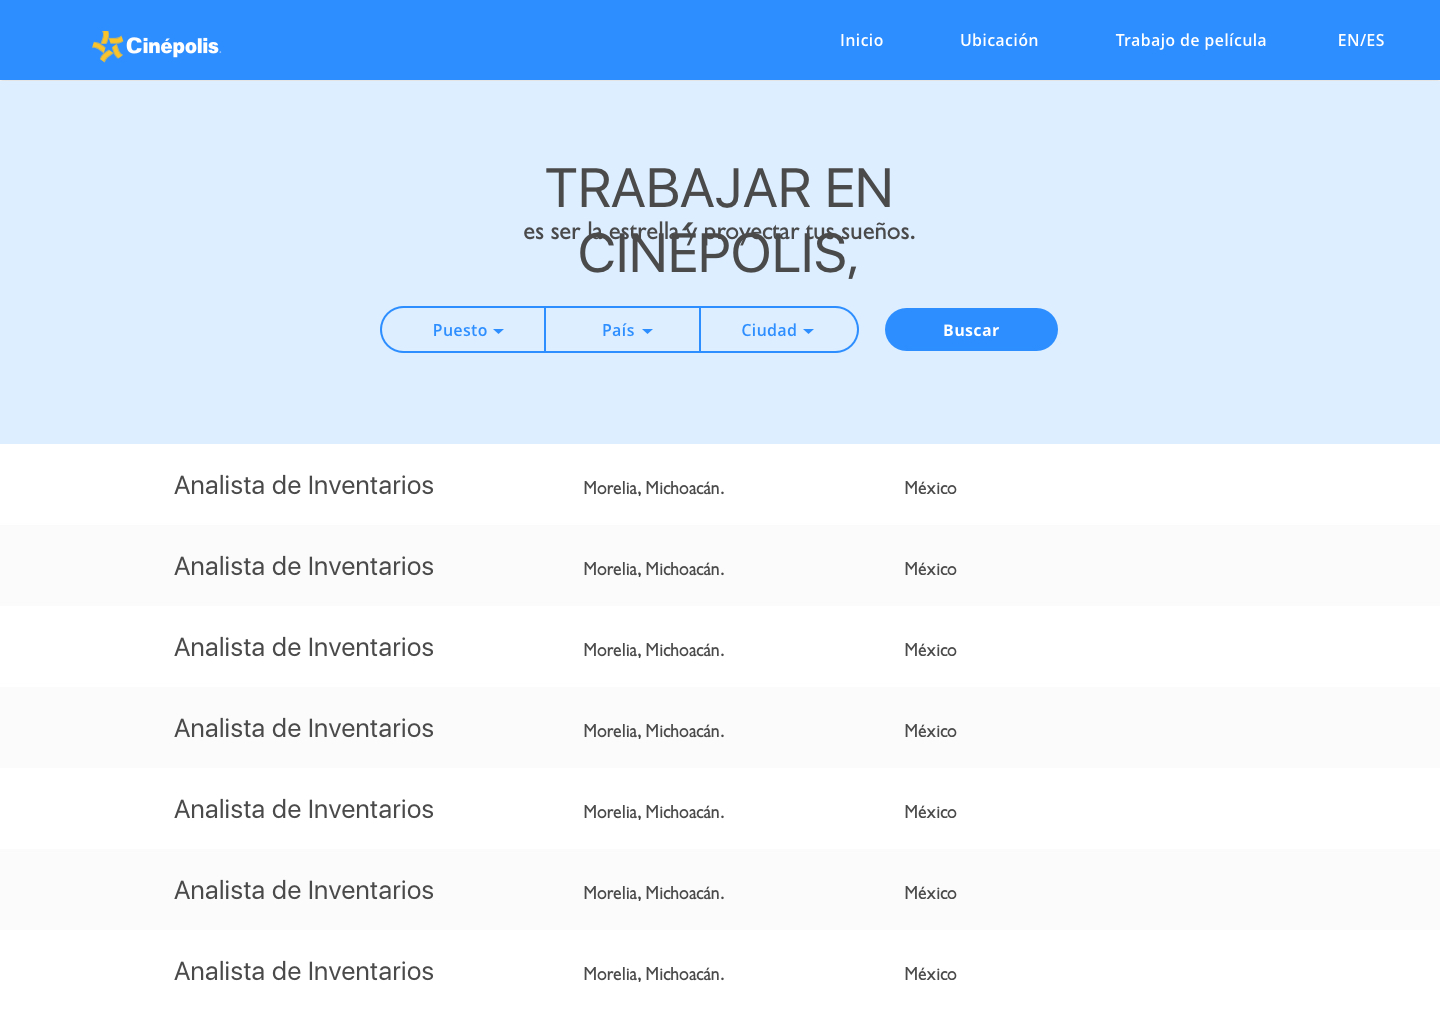 Cinépolis
Inicio
Ubicación
Trabajo de película
EN/ES
TRABAJAR EN
es ser la estrella y proyectar tus sueños.
CINÉPOLIS,
Puesto
País
Ciudad
Buscar
Analista de Inventarios Morelia, Michoacán. México
Analista de Inventarios Morelia, Michoacán. México
Analista de Inventarios Morelia, Michoacán. México
Analista de Inventarios Morelia, Michoacán. México
Analista de Inventarios Morelia, Michoacán. México
Analista de Inventarios Morelia, Michoacán. México
Analista de Inventarios Morelia, Michoacán. México